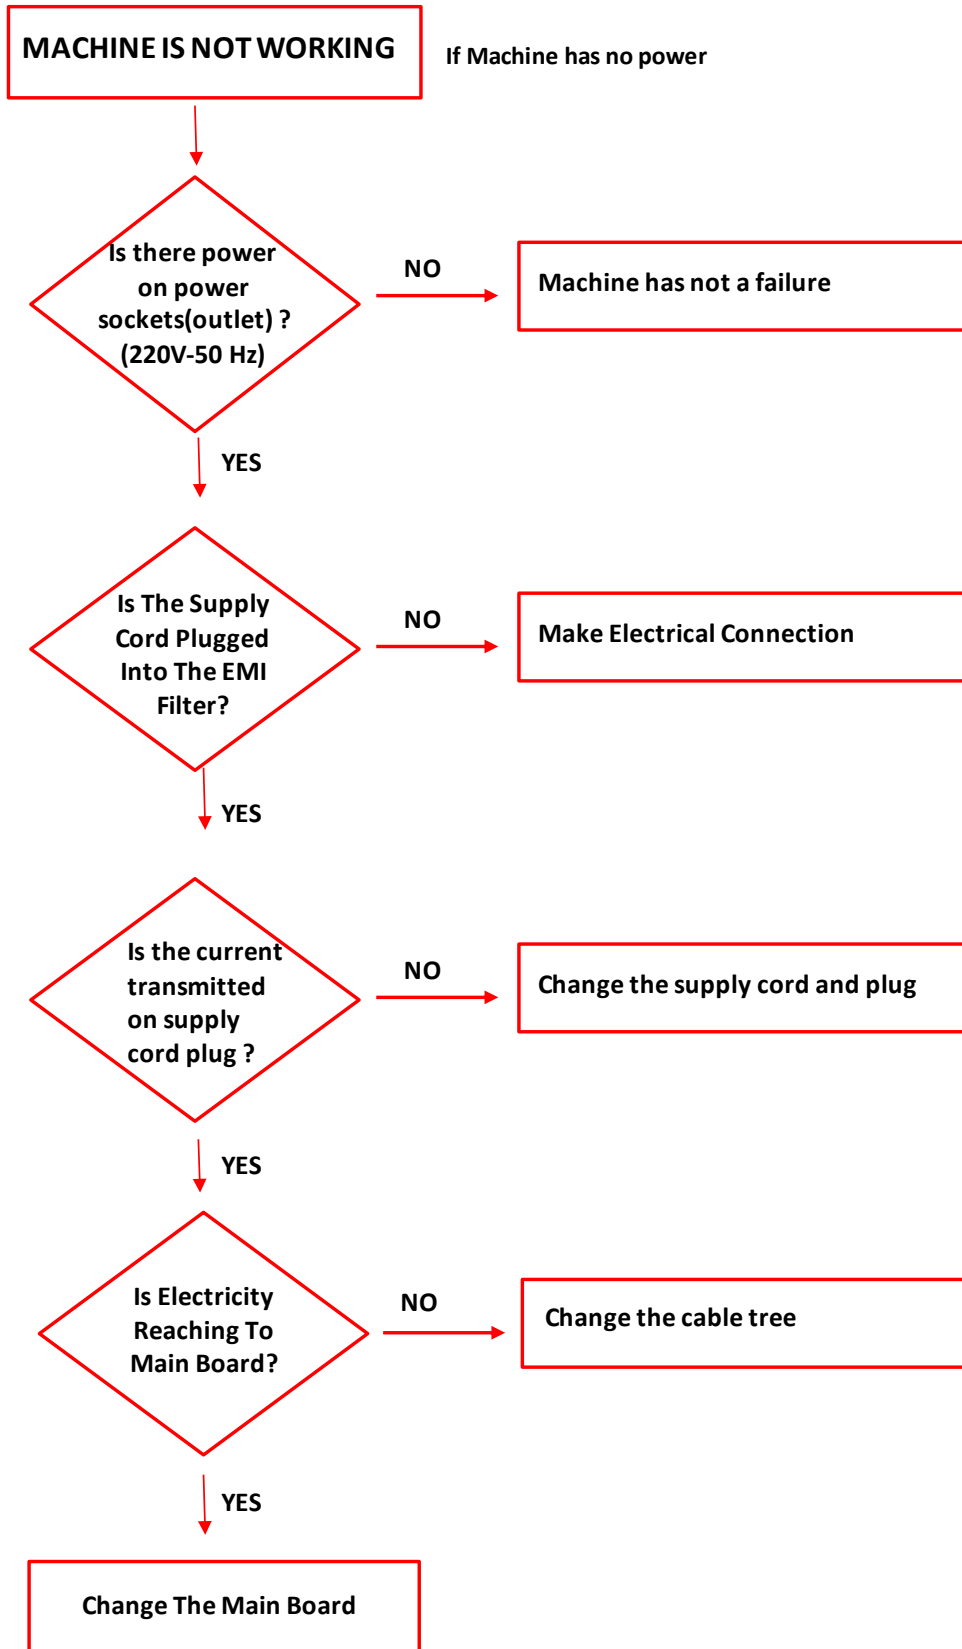 MACHINE IS NOT WORKING
If Machine has no power
Is there power
on power
sockets(outlet) ?
(220V-50 Hz)
NO
Machine has not a failure
YES
Is The Supply
Cord Plugged
Into The EMI
Filter?
NO
Make Electrical Connection
YES
Is the current
transmitted
on supply
cord plug ?
NO
Change the supply cord and plug
YES
Is Electricity
Reaching To
Main Board?
NO
Change the cable tree
YES
Change The Main Board